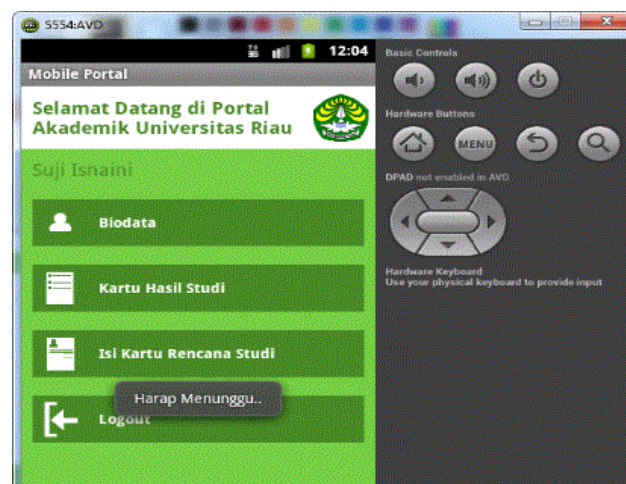 5554:AVD
12:04
Mobile Portal
Selamat Datang di Portal
Akademik Universitas Riau
Suji Isnaini
Biodata
Kartu Hasil Studi
Isi Kartu Rencana Studi
Harap Menunggu..
Logout
Basic Controls
Hardware Buttons
MENU
DPAD not enabled in AVD
Hardware Keyboard
Use your physical keyboard to provide input